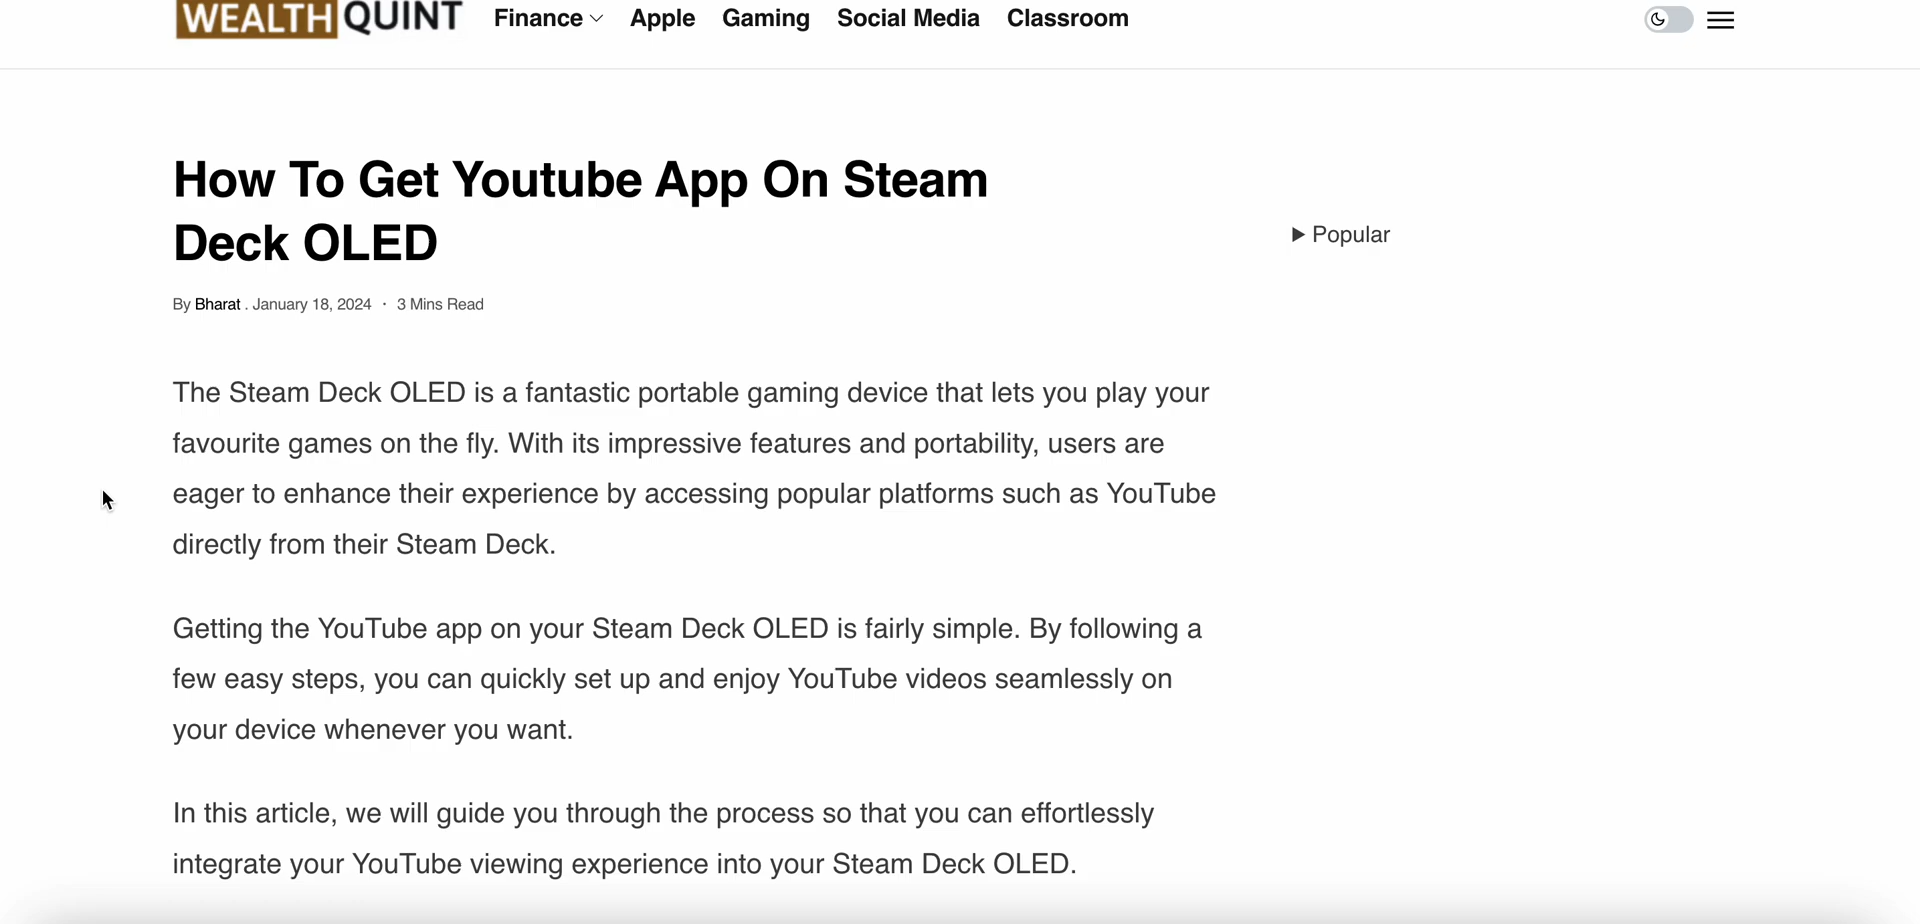 WEALTHQUINT Finance Apple Gaming Social Media Classroom
How To Get Youtube App On Steam
Deck OLED
Popular
By Bharat . January 18, 2024 · 3 Mins Read
The Steam Deck OLED is a fantastic portable gaming device that lets you play your
favourite games on the fly. With its impressive features and portability, users are
eager to enhance their experience by accessing popular platforms such as YouTube
directly from their Steam Deck.
Getting the YouTube app on your Steam Deck OLED is fairly simple. By following a
few easy steps, you can quickly set up and enjoy YouTube videos seamlessly on
your device whenever you want.
In this article, we will guide you through the process so that you can effortlessly
integrate your YouTube viewing experience into your Steam Deck OLED.